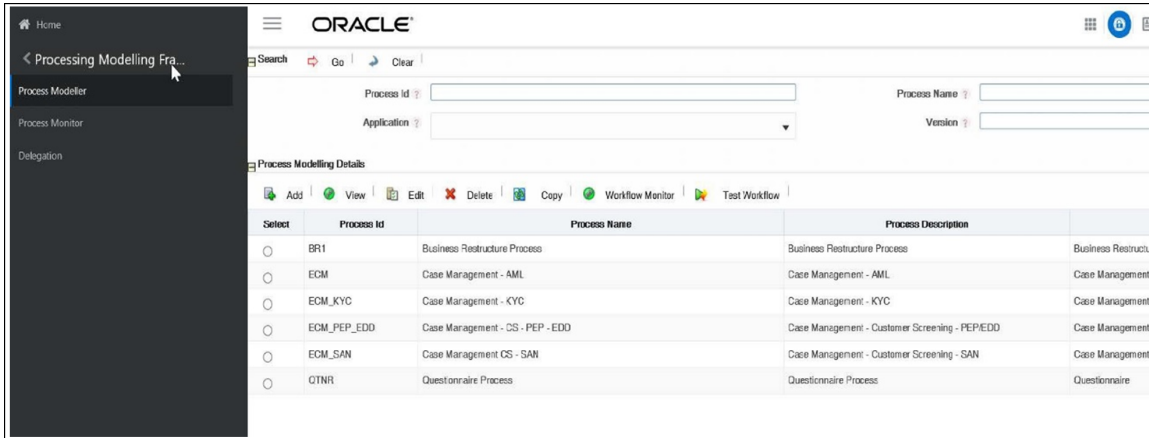 Home
ORACLE
Processing Modelling Fra...
Search Go Clear
Process Modeller
Process Id ? Process Name ?
Process Monitor
Application ? Version ?
Delegation
Process Modelling Details
Add View Edit Delete Copy Workflow Monitor Test Workflow
Select Process Id Process Name Process Description
BR1 Business Restructure Process Business Restructure Process Business Restructu
ECM Case Management - AML Case Management - AML Case Management
ECM_KYC Case Management - KYC Case Management - KYC Case Management
ECM_PEP_EDD Case Management - CS - PEP - EDD Case Management - Customer Screening - PEP/EDD Case Management
ECM_SAN Case Management CS - SAN Case Management - Customer Screening - SAN Case Management
QTNR Questionnaire Process Questionnaire Process Questionnaire